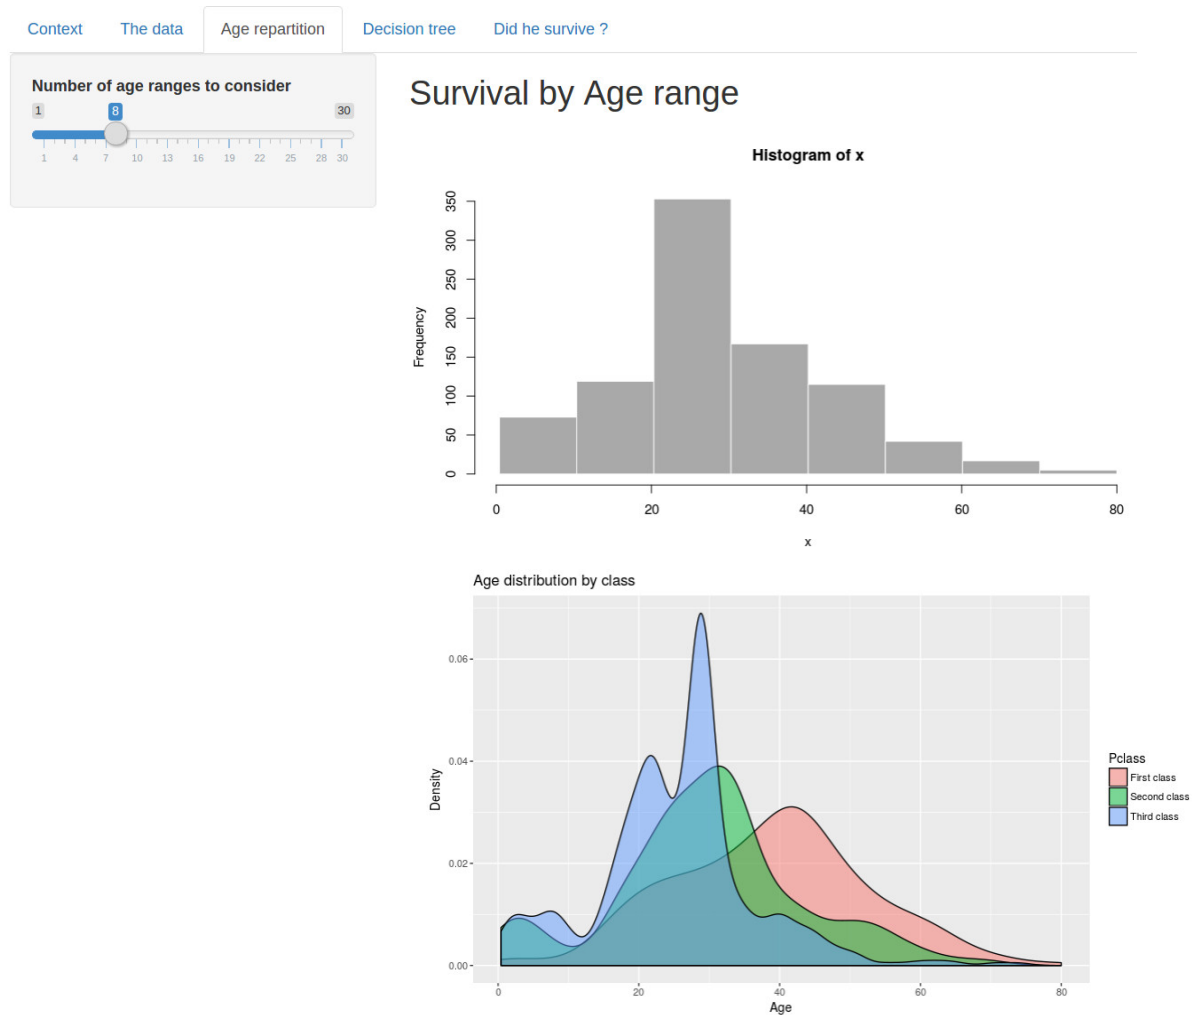 Context The data Age repartition Decision tree Did he survive ?
Number of age ranges to consider
1 8 30
1 4 7 10 13 16 19 22 25 28 30
Survival by Age range
Histogram of x
Frequency
350
300
250
200
150
100
50
0
0 20 40 60 80
x
Age distribution by class
Density
0.06
0.04
0.02
0.00
0 20 40 60 80
Age
Pclass
First class
Second class
Third class